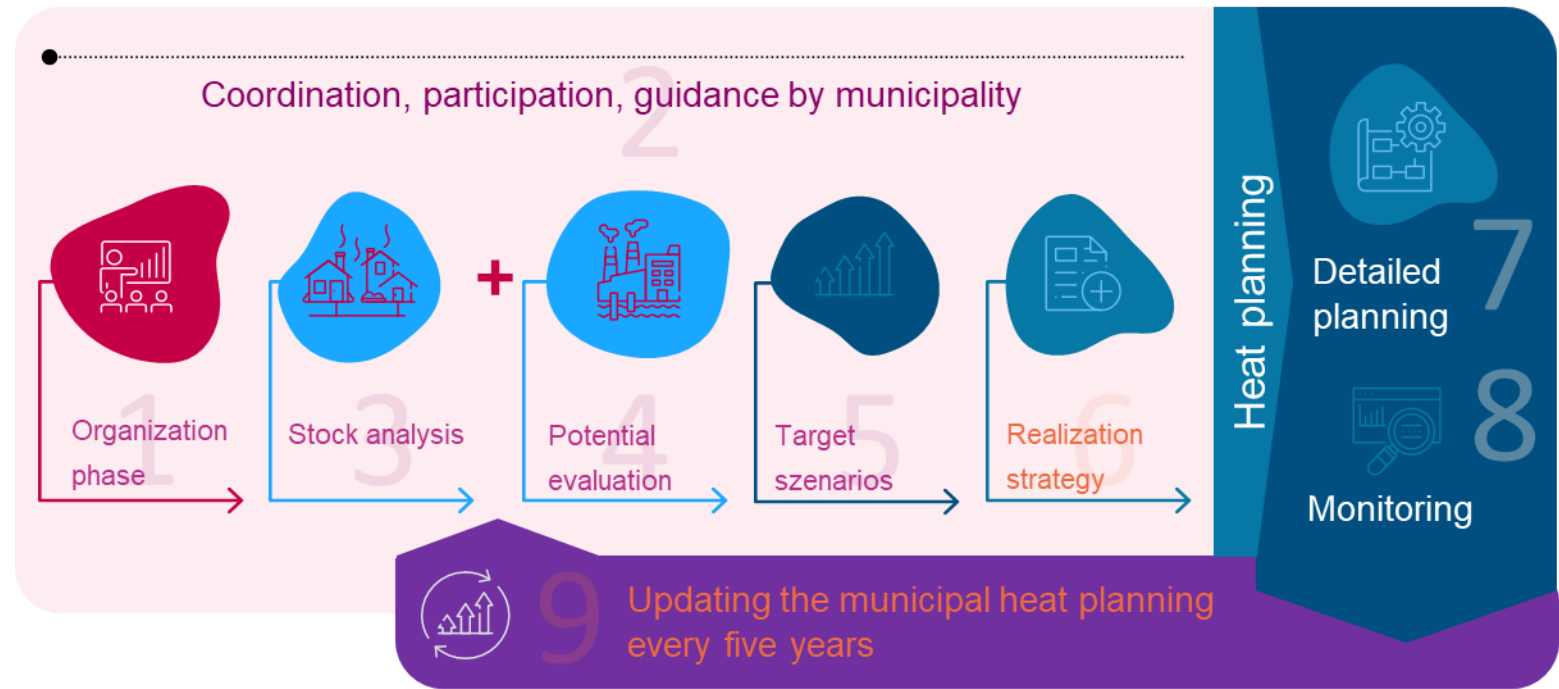 2
Coordination, participation, guidance by municipality
1
Organization
phase
3
Stock analysis
+
4
Potential
evaluation
5
Target
szenarios
6
Realization
strategy
Heat planning
7
Detailed
planning
8
Monitoring
9
Updating the municipal heat planning
every five years